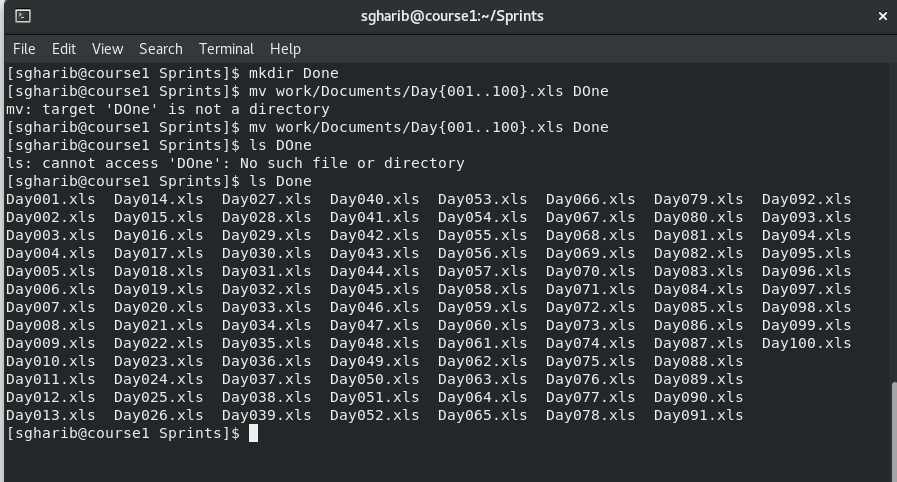 sgharib@course1:~/Sprints ×
File Edit View Search Terminal Help
[sgharib@course1 Sprints]$ mkdir Done
[sgharib@course1 Sprints]$ mv work/Documents/Day{001..100}.xls DOne
mv: target 'DOne' is not a directory
[sgharib@course1 Sprints]$ mv work/Documents/Day{001..100}.xls Done
[sgharib@course1 Sprints]$ ls DOne
ls: cannot access 'DOne': No such file or directory
[sgharib@course1 Sprints]$ ls Done
Day001.xls Day014.xls Day027.xls Day040.xls Day053.xls Day066.xls Day079.xls Day092.xls
Day002.xls Day015.xls Day028.xls Day041.xls Day054.xls Day067.xls Day080.xls Day093.xls
Day003.xls Day016.xls Day029.xls Day042.xls Day055.xls Day068.xls Day081.xls Day094.xls
Day004.xls Day017.xls Day030.xls Day043.xls Day056.xls Day069.xls Day082.xls Day095.xls
Day005.xls Day018.xls Day031.xls Day044.xls Day057.xls Day070.xls Day083.xls Day096.xls
Day006.xls Day019.xls Day032.xls Day045.xls Day058.xls Day071.xls Day084.xls Day097.xls
Day007.xls Day020.xls Day033.xls Day046.xls Day059.xls Day072.xls Day085.xls Day098.xls
Day008.xls Day021.xls Day034.xls Day047.xls Day060.xls Day073.xls Day086.xls Day099.xls
Day009.xls Day022.xls Day035.xls Day048.xls Day061.xls Day074.xls Day087.xls Day100.xls
Day010.xls Day023.xls Day036.xls Day049.xls Day062.xls Day075.xls Day088.xls
Day011.xls Day024.xls Day037.xls Day050.xls Day063.xls Day076.xls Day089.xls
Day012.xls Day025.xls Day038.xls Day051.xls Day064.xls Day077.xls Day090.xls
Day013.xls Day026.xls Day039.xls Day052.xls Day065.xls Day078.xls Day091.xls
[sgharib@course1 Sprints]$